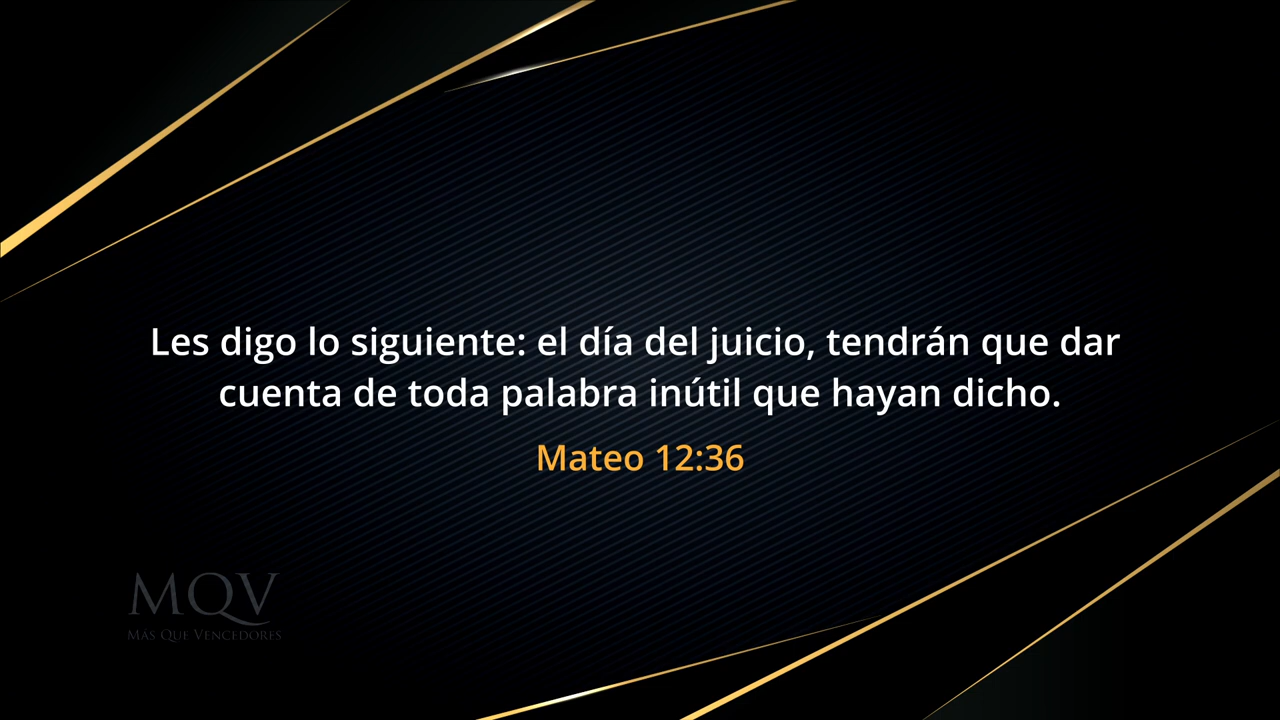 Les digo lo siguiente: el día del juicio, tendrán que dar
cuenta de toda palabra inútil que hayan dicho.
Mateo 12:36
MQV
Más Que Vencedores